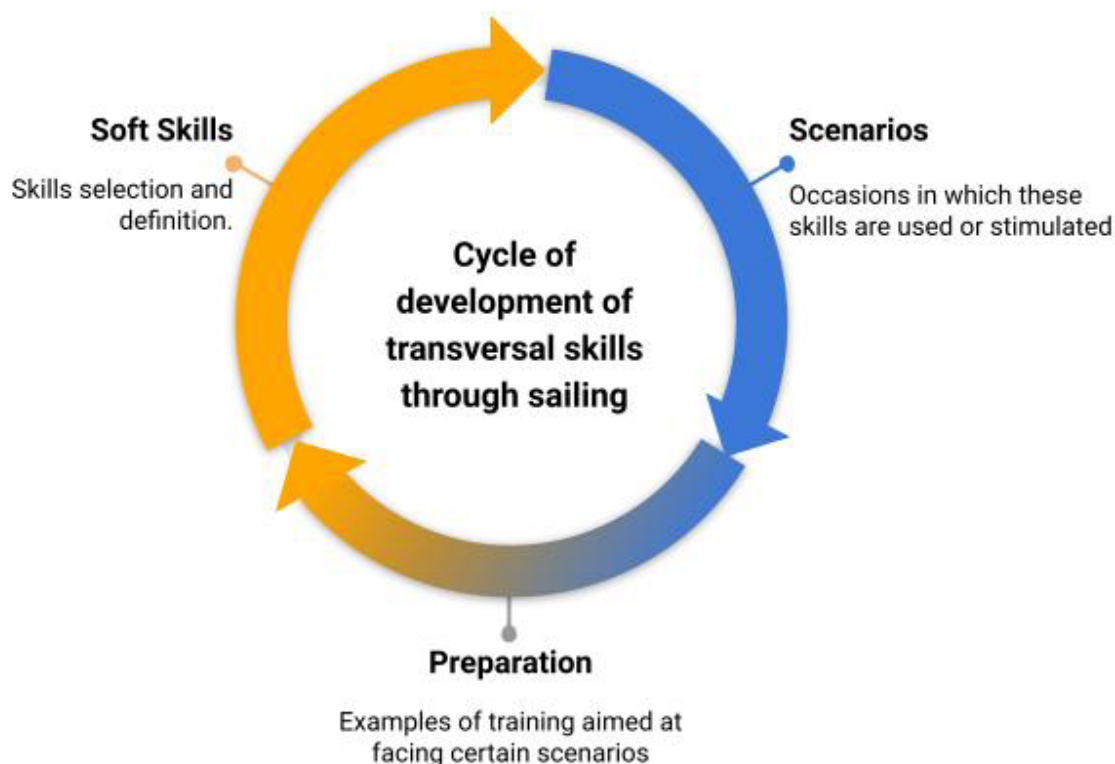 Soft Skills
Skills selection and
definition.
Scenarios
Occasions in which these
skills are used or stimulated
Cycle of
development of
transversal skills
through sailing
Preparation
Examples of training aimed at
facing certain scenarios